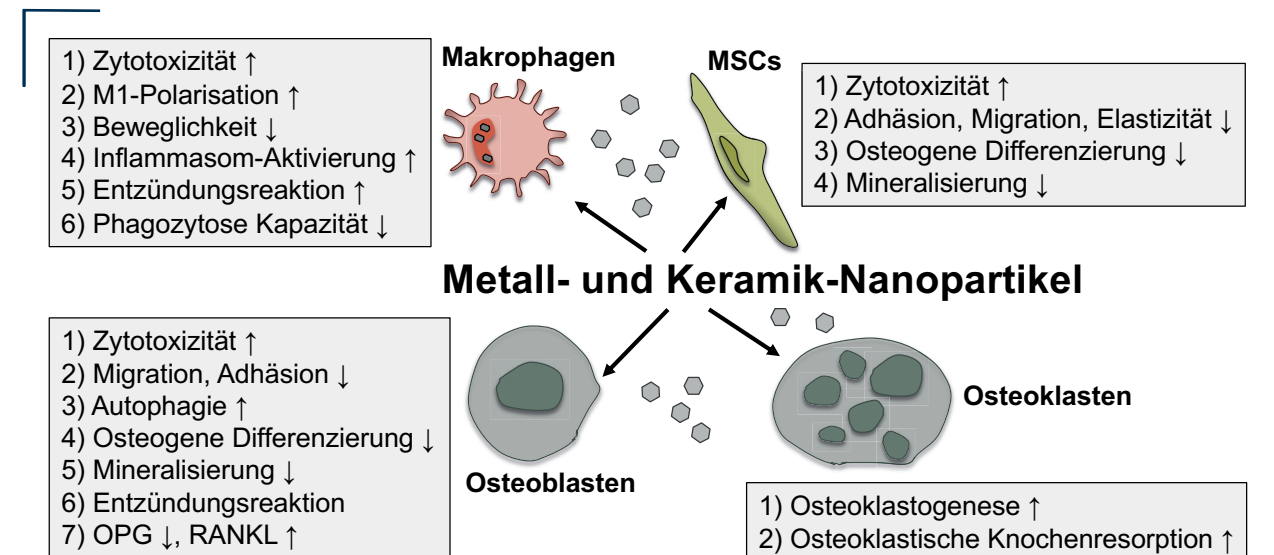 1) Zytotoxizität ↑
2) M1-Polarisation ↑
3) Beweglichkeit ↓
4) Inflammasom-Aktivierung ↑
5) Entzündungsreaktion ↑
6) Phagozytose Kapazität ↓
Makrophagen
MSCs
1) Zytotoxizität ↑
2) Adhäsion, Migration, Elastizität ↓
3) Osteogene Differenzierung ↓
4) Mineralisierung ↓
Metall- und Keramik-Nanopartikel
1) Zytotoxizität ↑
2) Migration, Adhäsion ↓
3) Autophagie ↑
4) Osteogene Differenzierung ↓
5) Mineralisierung ↓
6) Entzündungsreaktion
7) OPG ↓, RANKL ↑
Osteoblasten
Osteoklasten
1) Osteoklastogenese ↑
2) Osteoklastische Knochenresorption ↑